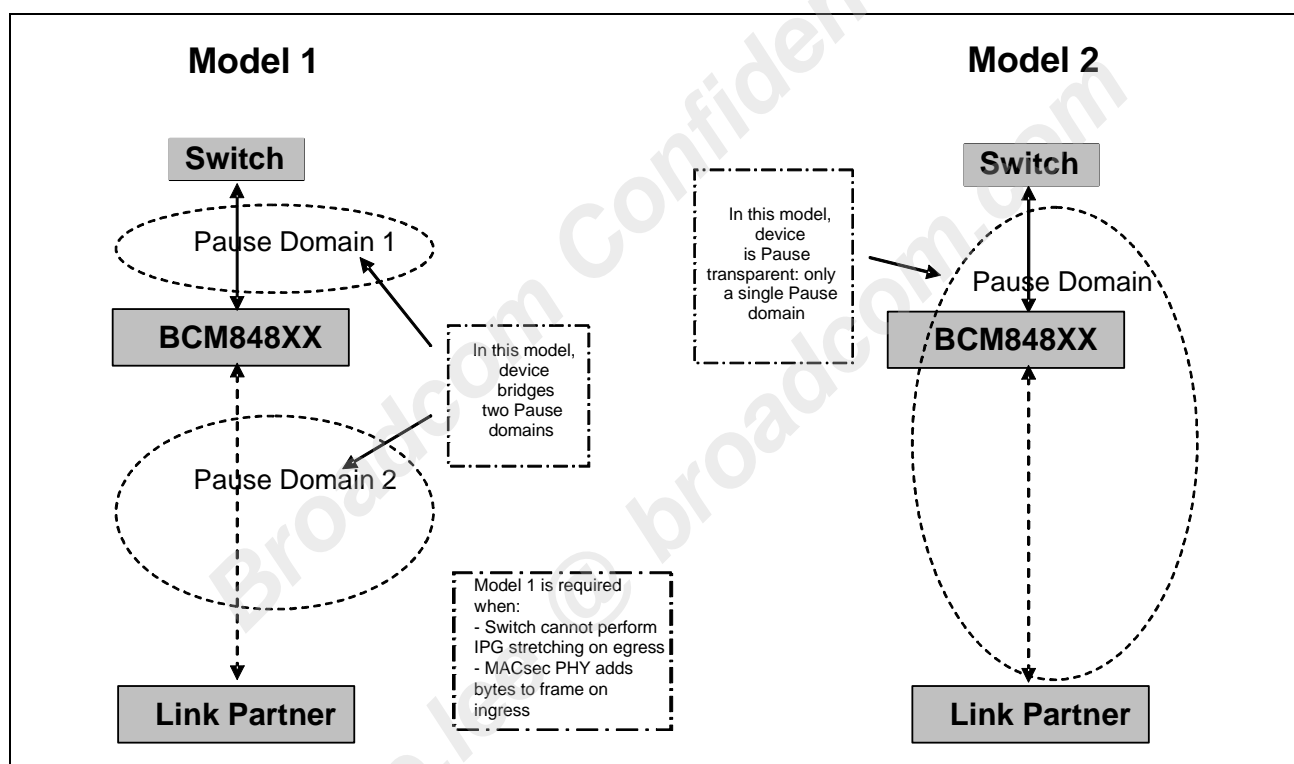 Model 1
Switch
Pause Domain 1
BCM848XX
In this model,
device
bridges
two Pause
domains
Pause Domain 2
Model 1 is required
when:
- Switch cannot perform
IPG stretching on egress
- MACsec PHY adds
bytes to frame on
ingress
Link Partner
Model 2
Switch
In this model,
device
is Pause
transparent: only
a single Pause
domain
Pause Domain
BCM848XX
Link Partner
Broadcom
@ broadcom.com